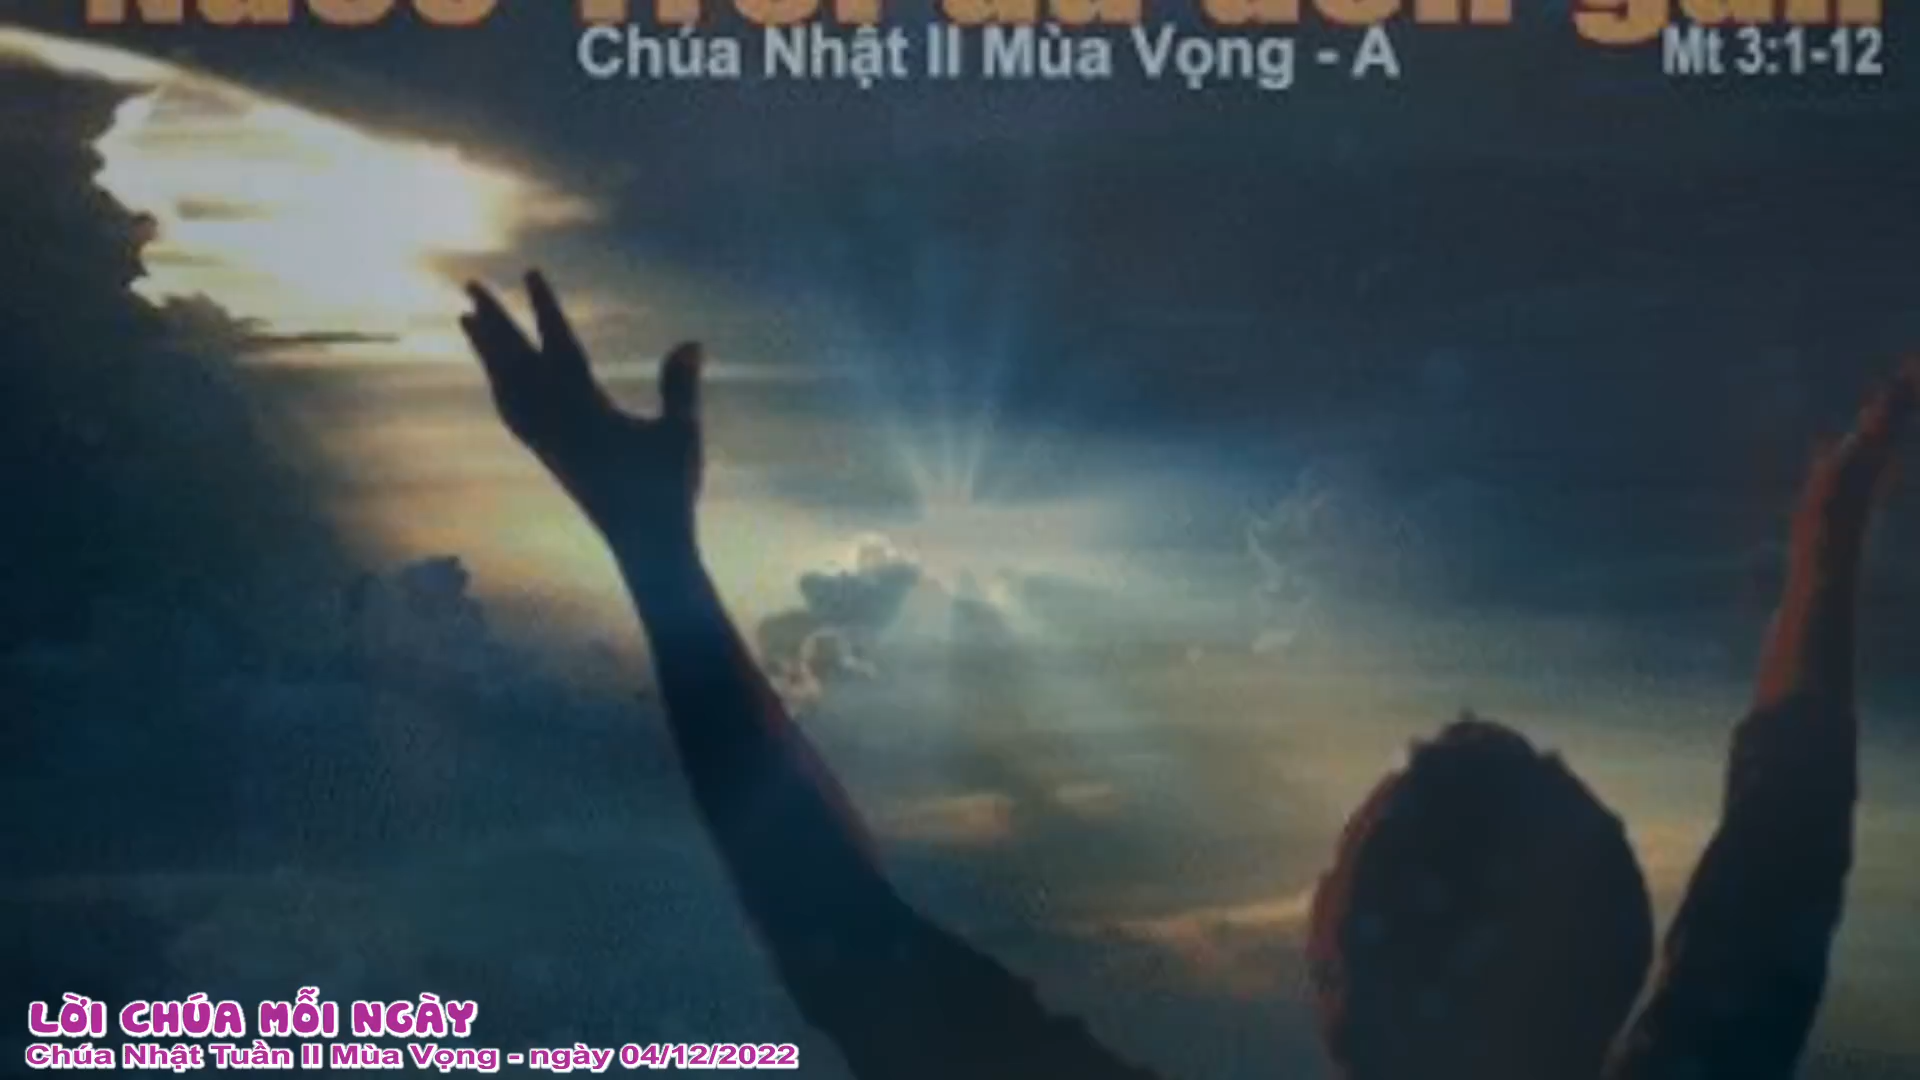 Chúa Nhật II Mùa Vọng - A
Mt 3:1-12
LỜI CHÚA MỖI NGÀY
Chúa Nhật Tuần II Mùa Vọng - ngày 04/12/2022